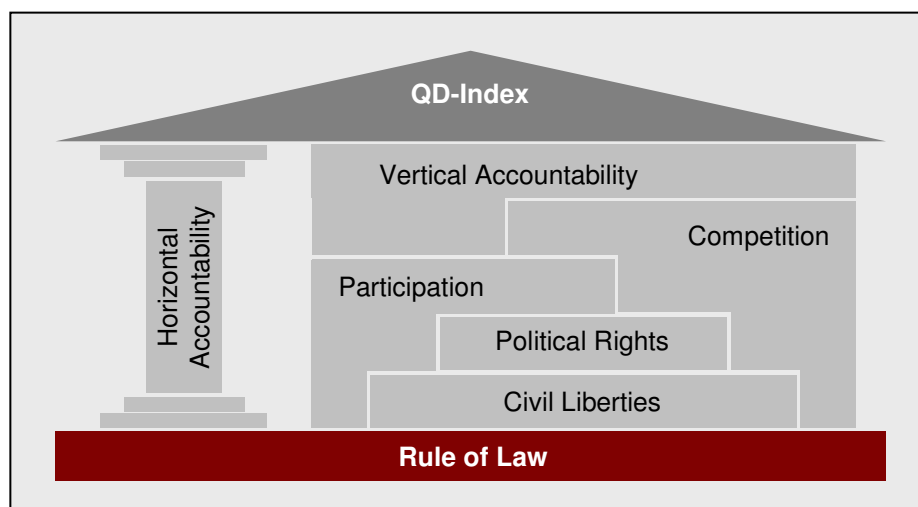 QD-Index
Vertical Accountability
Competition
Participation
Political Rights
Civil Liberties
Horizontal
Accountability
Rule of Law